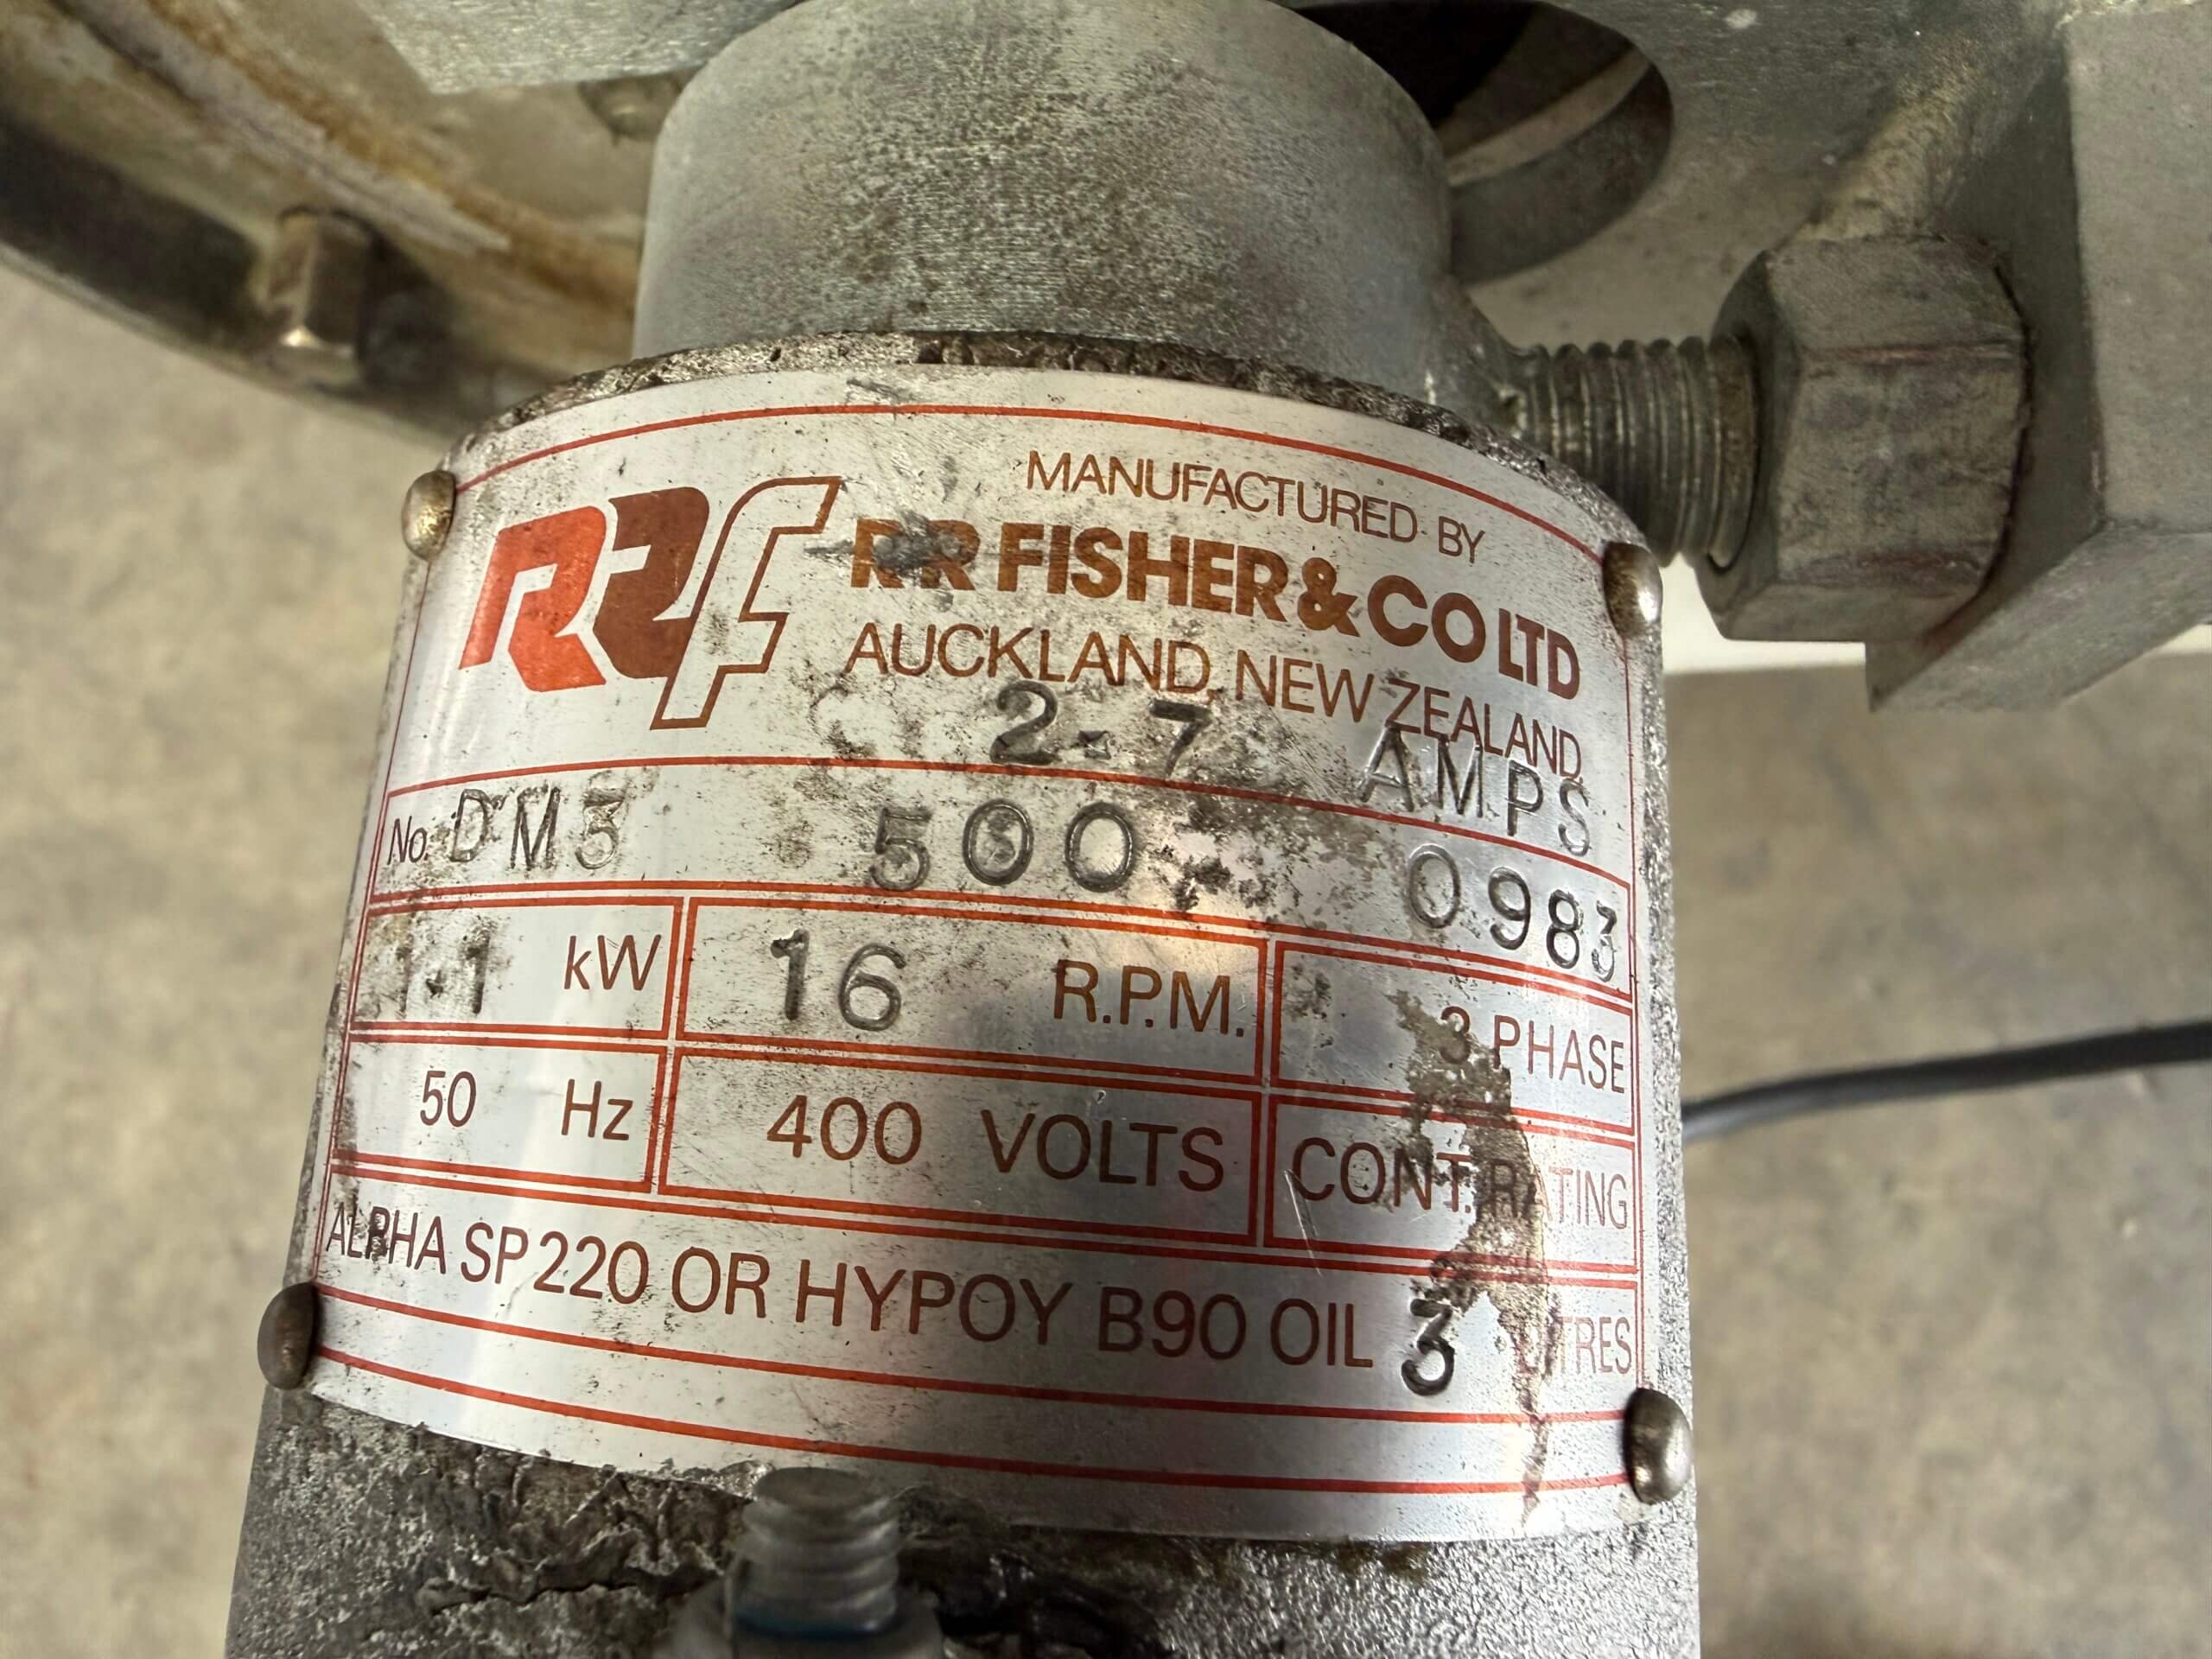 RRF
MANUFACTURED BY
RR FISHER & CO LTD
AUCKLAND, NEW ZEALAND.
2.7 AMPS
No. DM3 500 0983
1.1 kW 16 R.P.M. 3 PHASE
50 Hz 400 VOLTS CONT. RATING
ALPHA SP 220 OR HYPOY B90 OIL 3 LITRES